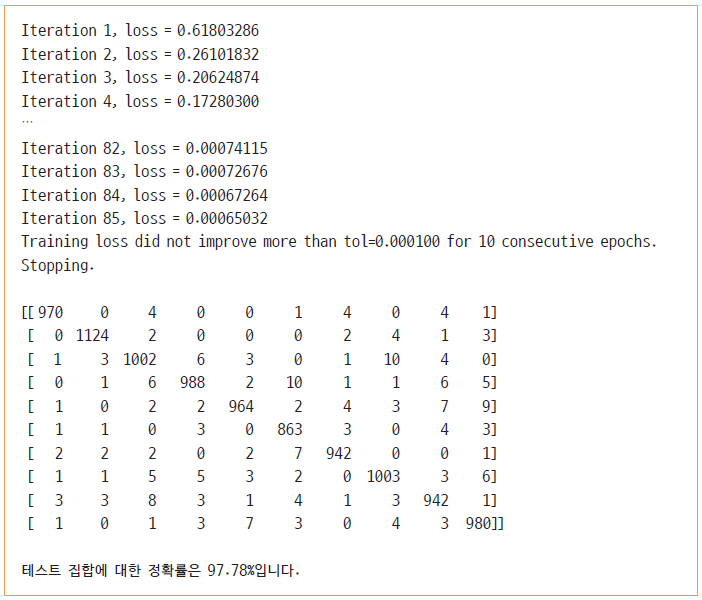 Iteration 1, loss = 0.61803286
Iteration 2, loss = 0.26101832
Iteration 3, loss = 0.20624874
Iteration 4, loss = 0.17280300
…
Iteration 82, loss = 0.00074115
Iteration 83, loss = 0.00072676
Iteration 84, loss = 0.00067264
Iteration 85, loss = 0.00065032
Training loss did not improve more than tol=0.000100 for 10 consecutive epochs.
Stopping.
[[ 970 0 4 0 0 1 4 0 4 1]
[ 0 1124 2 0 0 0 2 4 1 3]
[ 1 3 1002 6 3 0 1 10 4 0]
[ 0 1 6 988 2 10 1 1 6 5]
[ 1 0 2 2 964 2 4 3 7 9]
[ 1 1 0 3 0 863 3 0 4 3]
[ 2 2 2 0 2 7 942 0 0 1]
[ 1 1 5 5 3 2 0 1003 3 6]
[ 3 3 8 3 1 4 1 3 942 1]
[ 1 0 1 3 7 3 0 4 3 980]]
테스트 집합에 대한 정확률은 97.78%입니다.